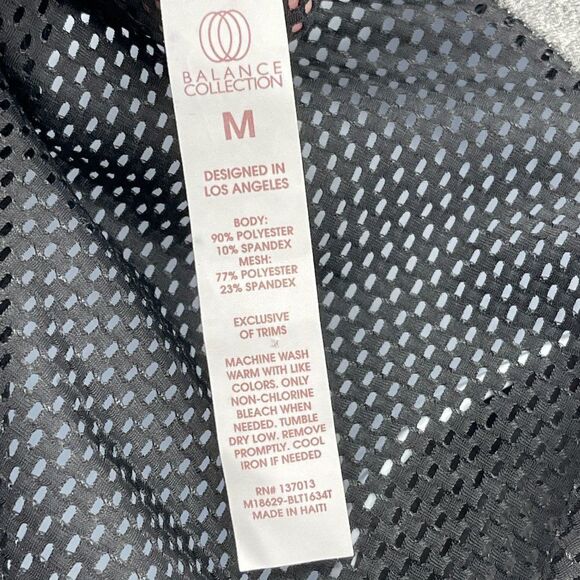 BALANCE
COLLECTION
M
DESIGNED IN
LOS ANGELES
BODY:
90% POLYESTER
10% SPANDEX
MESH:
77% POLYESTER
23% SPANDEX
EXCLUSIVE
OF TRIMS
MACHINE WASH
WARM WITH LIKE
COLORS. ONLY
NON-CHLORINE
BLEACH WHEN
NEEDED. TUMBLE
DRY LOW. REMOVE
PROMPTLY. COOL
IRON IF NEEDED
RN# 137013
M18629-BLT1634T
MADE IN HAITI